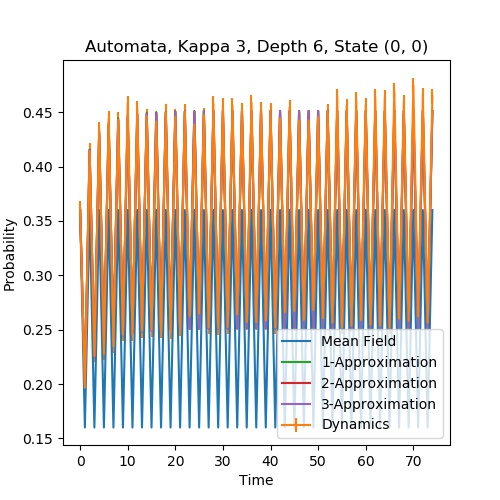 Automata, Kappa 3, Depth 6, State (0, 0)
Probability
0.45
0.40
0.35
0.30
0.25
0.20
0.15
Mean Field
1-Approximation
2-Approximation
3-Approximation
Dynamics
0 10 20 30 40 50 60 70
Time